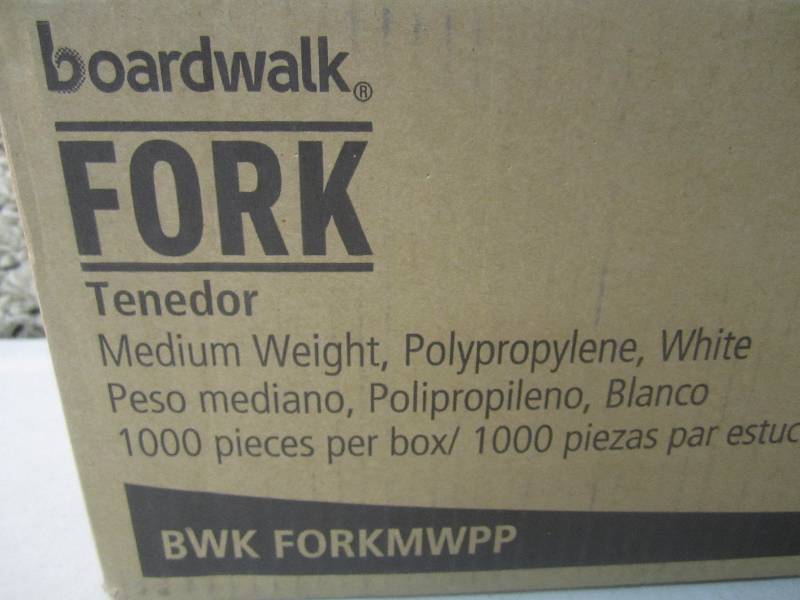 boardwalk®
FORK
Tenedor
Medium Weight, Polypropylene, White
Peso mediano, Polipropileno, Blanco
1000 pieces per box/ 1000 piezas par estuc
BWK FORKMWPP